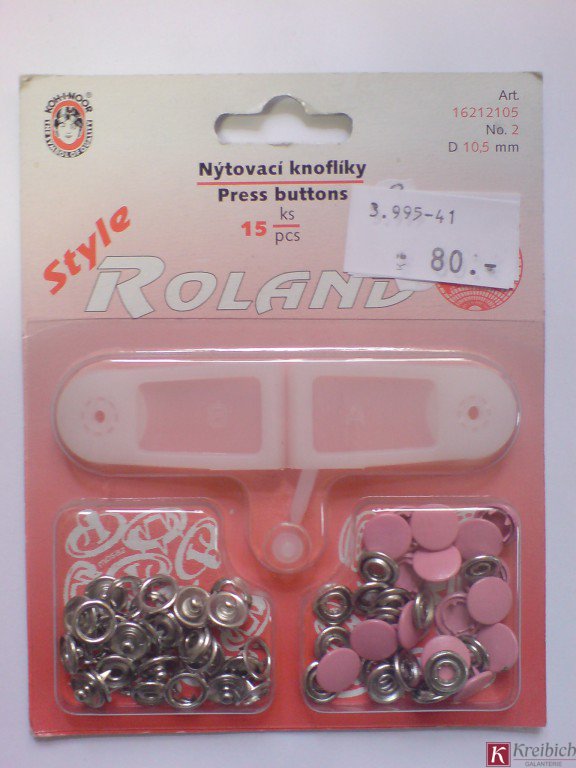 KOH-I-NOOR
Art.
16212105
No. 2
D 10,5 mm
Nýtovací knoflíky
Press buttons
15 ks
pcs
3.995-41
80.-
Style
ROLAND
Kreibich
GALANTERIE